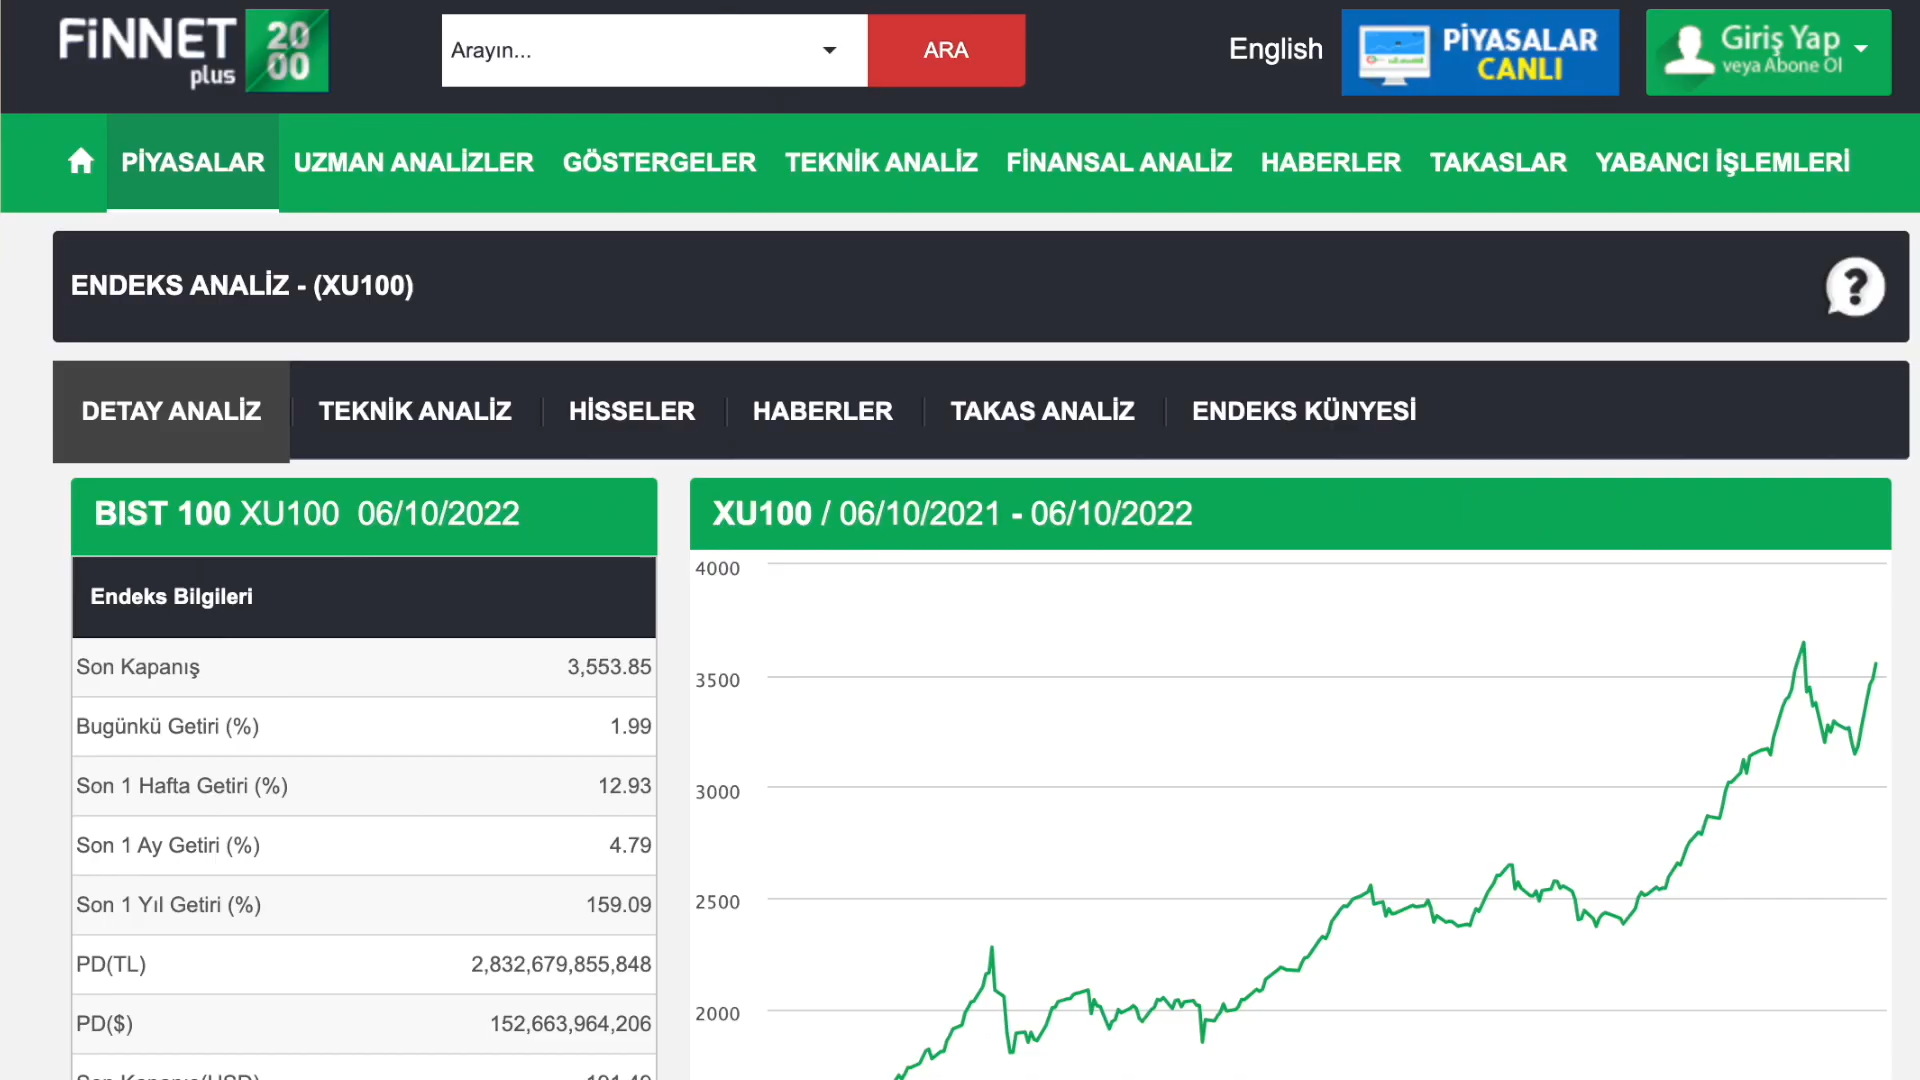 FiNNET
plus
20
00
Arayın...
ARA
English
PİYASALAR
CANLI
Giriş Yap
veya Abone Ol
PİYASALAR
UZMAN ANALİZLER
GÖSTERGELER
TEKNİK ANALİZ
FİNANSAL ANALİZ
HABERLER
TAKASLAR
YABANCI İŞLEMLERİ
ENDEKS ANALİZ - (XU100)
?
DETAY ANALİZ
TEKNİK ANALİZ
HİSSELER
HABERLER
TAKAS ANALİZ
ENDEKS KÜNYESİ
BIST 100 XU100 06/10/2022
Endeks Bilgileri
Son Kapanış 3,553.85
Bugünkü Getiri (%) 1.99
Son 1 Hafta Getiri (%) 12.93
Son 1 Ay Getiri (%) 4.79
Son 1 Yıl Getiri (%) 159.09
PD(TL) 2,832,679,855,848
PD($) 152,663,964,206
XU100 / 06/10/2021 - 06/10/2022
4000
3500
3000
2500
2000